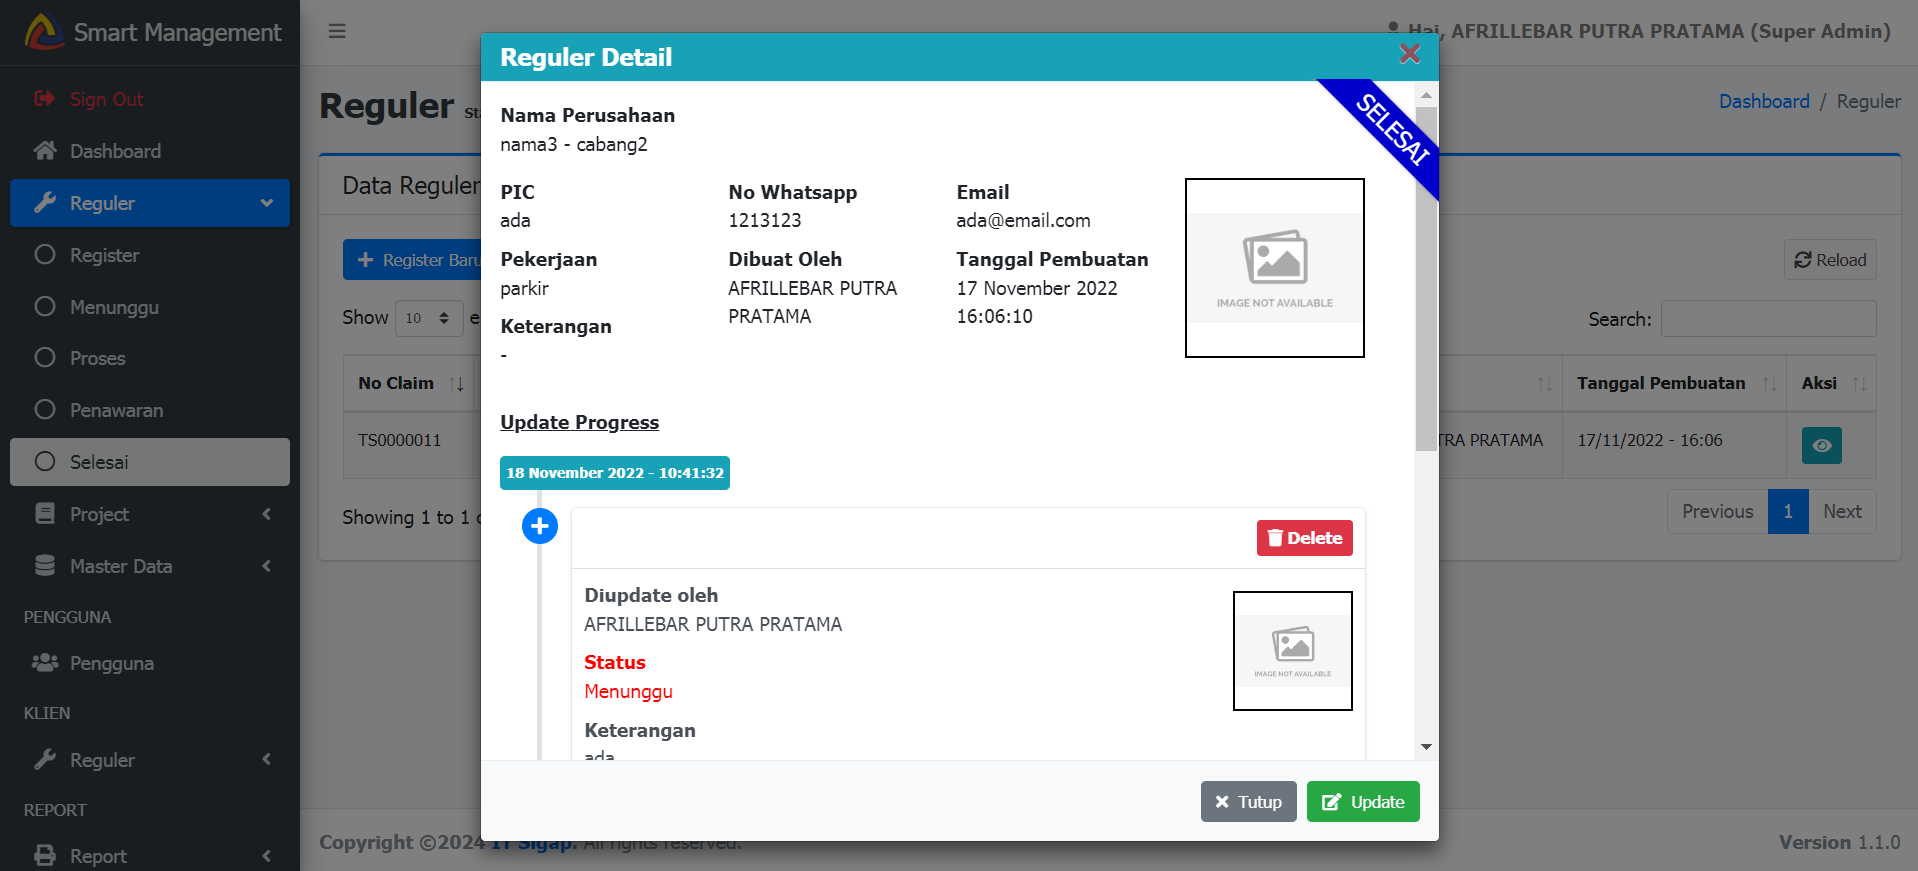 Smart Management
Hai, AFRILLEBAR PUTRA PRATAMA (Super Admin)
Sign Out
Dashboard
Reguler
Register
Menunggu
Proses
Penawaran
Selesai
Project
Master Data
PENGGUNA
Pengguna
KLIEN
Reguler
REPORT
Report
Reguler
Dashboard / Reguler
Data Reguler
Register Baru
Reload
Show 10
Search:
No Claim
Tanggal Pembuatan
Aksi
TS0000011
PRATAMA
17/11/2022 - 16:06
Showing 1 to 1
Previous 1 Next
Reguler Detail
SELESAI
Nama Perusahaan
nama3 - cabang2
PIC
ada
No Whatsapp
1213123
Email
ada@email.com
Pekerjaan
parkir
Dibuat Oleh
AFRILLEBAR PUTRA
PRATAMA
Tanggal Pembuatan
17 November 2022
16:06:10
Keterangan
-
IMAGE NOT AVAILABLE
Update Progress
18 November 2022 - 10:41:32
Delete
Diupdate oleh
AFRILLEBAR PUTRA PRATAMA
Status
Menunggu
Keterangan
ada
IMAGE NOT AVAILABLE
Tutup
Update
Copyright ©2024 IT Sigap. All rights reserved.
Version 1.1.0